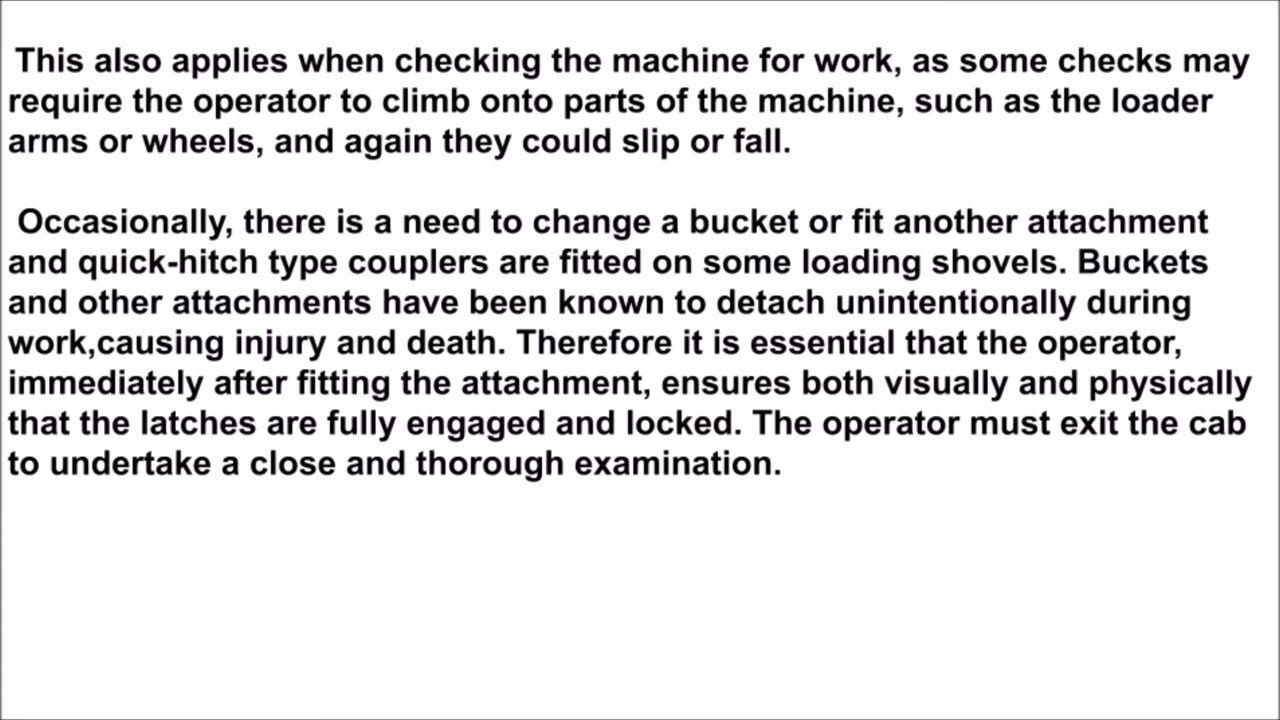 This also applies when checking the machine for work, as some checks may
require the operator to climb onto parts of the machine, such as the loader
arms or wheels, and again they could slip or fall.
Occasionally, there is a need to change a bucket or fit another attachment
and quick-hitch type couplers are fitted on some loading shovels. Buckets
and other attachments have been known to detach unintentionally during
work,causing injury and death. Therefore it is essential that the operator,
immediately after fitting the attachment, ensures both visually and physically
that the latches are fully engaged and locked. The operator must exit the cab
to undertake a close and thorough examination.